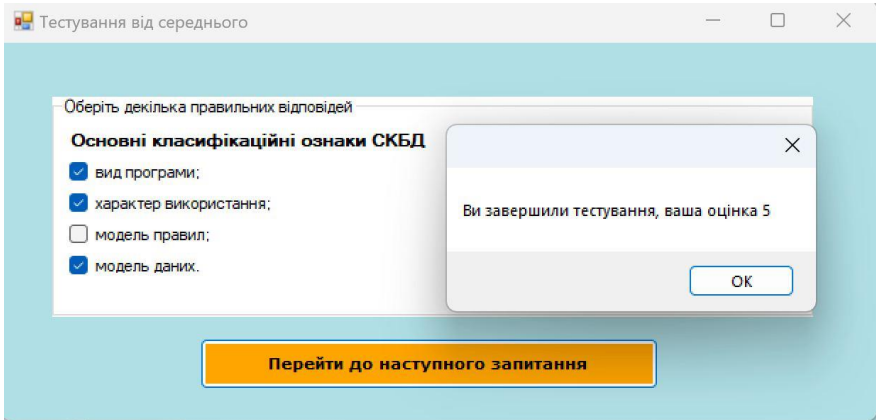 Тестування від середнього
Оберіть декілька правильних відповідей
Основні класифікаційні ознаки СКБД
вид програми;
характер використання;
модель правил;
модель даних.
Ви завершили тестування, ваша оцінка 5
OK
Перейти до наступного запитання